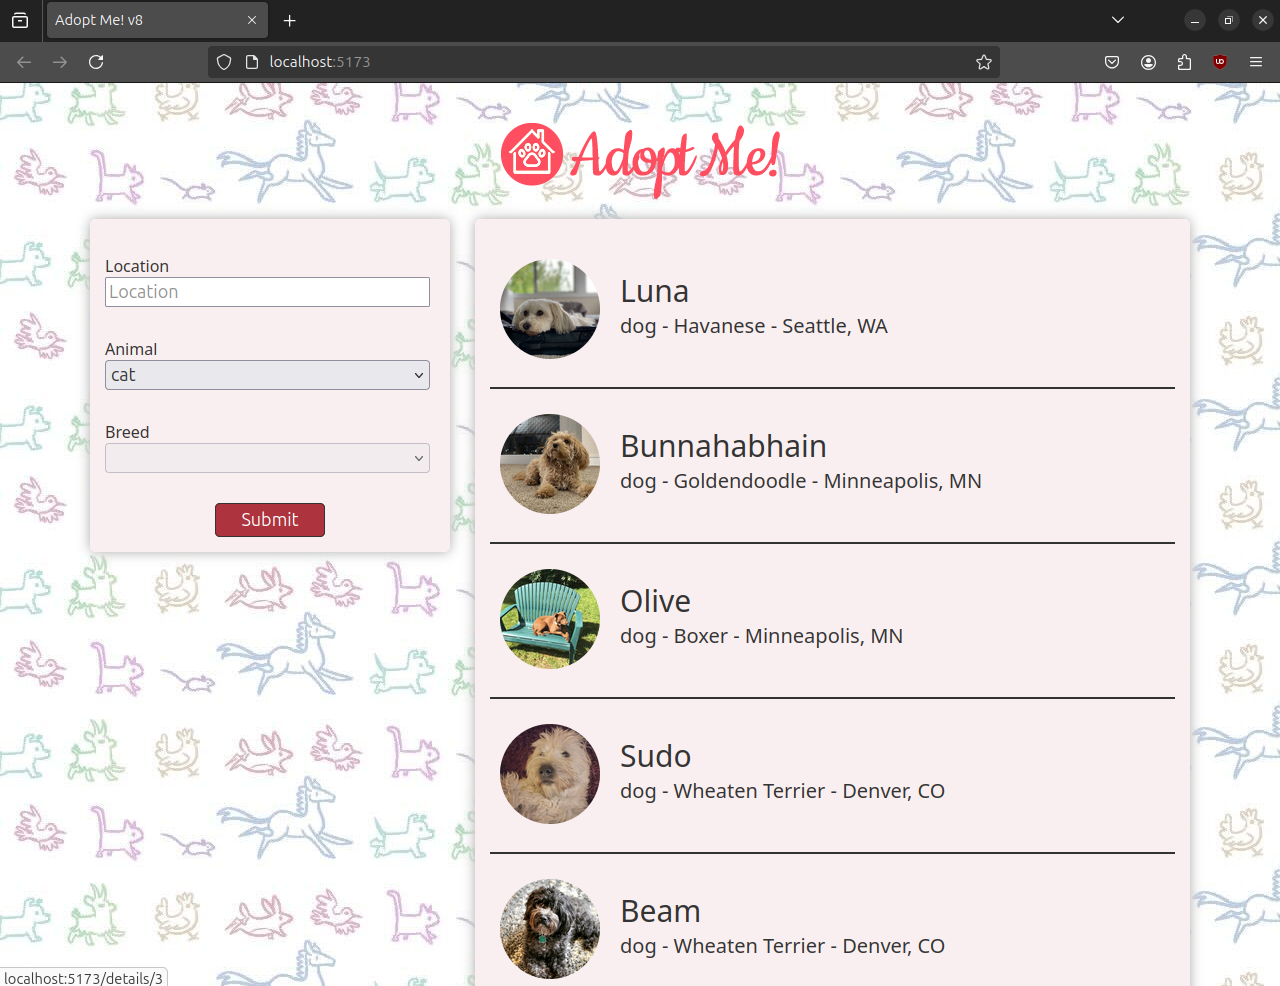 Adopt Me! v8
localhost:5173
Adopt Me!
Location
Location
Animal
cat
Breed
Submit
Luna
dog - Havanese - Seattle, WA
Bunnahabhain
dog - Goldendoodle - Minneapolis, MN
Olive
dog - Boxer - Minneapolis, MN
Sudo
dog - Wheaten Terrier - Denver, CO
Beam
dog - Wheaten Terrier - Denver, CO
localhost:5173/details/3